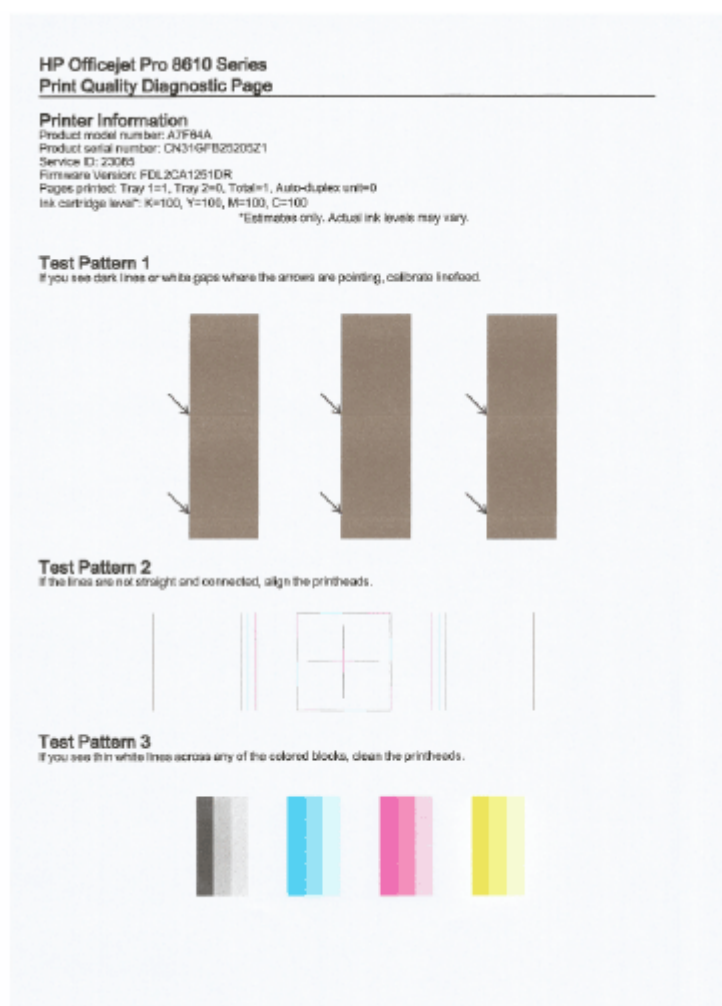 HP Officejet Pro 8610 Series
Print Quality Diagnostic Page
Printer Information
Product model number: A7F64A
Product serial number: CN31GFB25205Z1
Service ID: 23065
Firmware Version: FDL2CA1251DR
Pages printed: Tray 1=1, Tray 2=0, Total=1, Auto-duplex unit=0
Ink cartridge level*: K=100, Y=100, M=100, C=100
*Estimates only. Actual ink levels may vary.
Test Pattern 1
If you see dark lines or white gaps where the arrows are pointing, calibrate linefeed.
Test Pattern 2
If the lines are not straight and connected, align the printheads.
Test Pattern 3
If you see thin white lines across any of the colored blocks, clean the printheads.